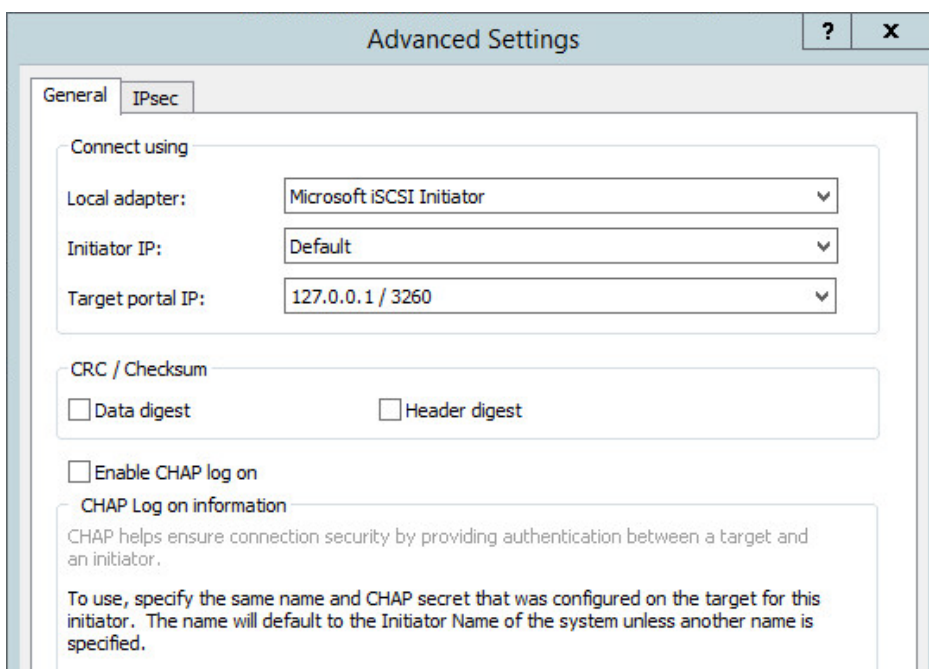 Advanced Settings
? x
General IPsec
Connect using
Local adapter: Microsoft iSCSI Initiator
Initiator IP: Default
Target portal IP: 127.0.0.1 / 3260
CRC / Checksum
Data digest Header digest
Enable CHAP log on
CHAP Log on information
CHAP helps ensure connection security by providing authentication between a target and
an initiator.
To use, specify the same name and CHAP secret that was configured on the target for this
initiator. The name will default to the Initiator Name of the system unless another name is
specified.